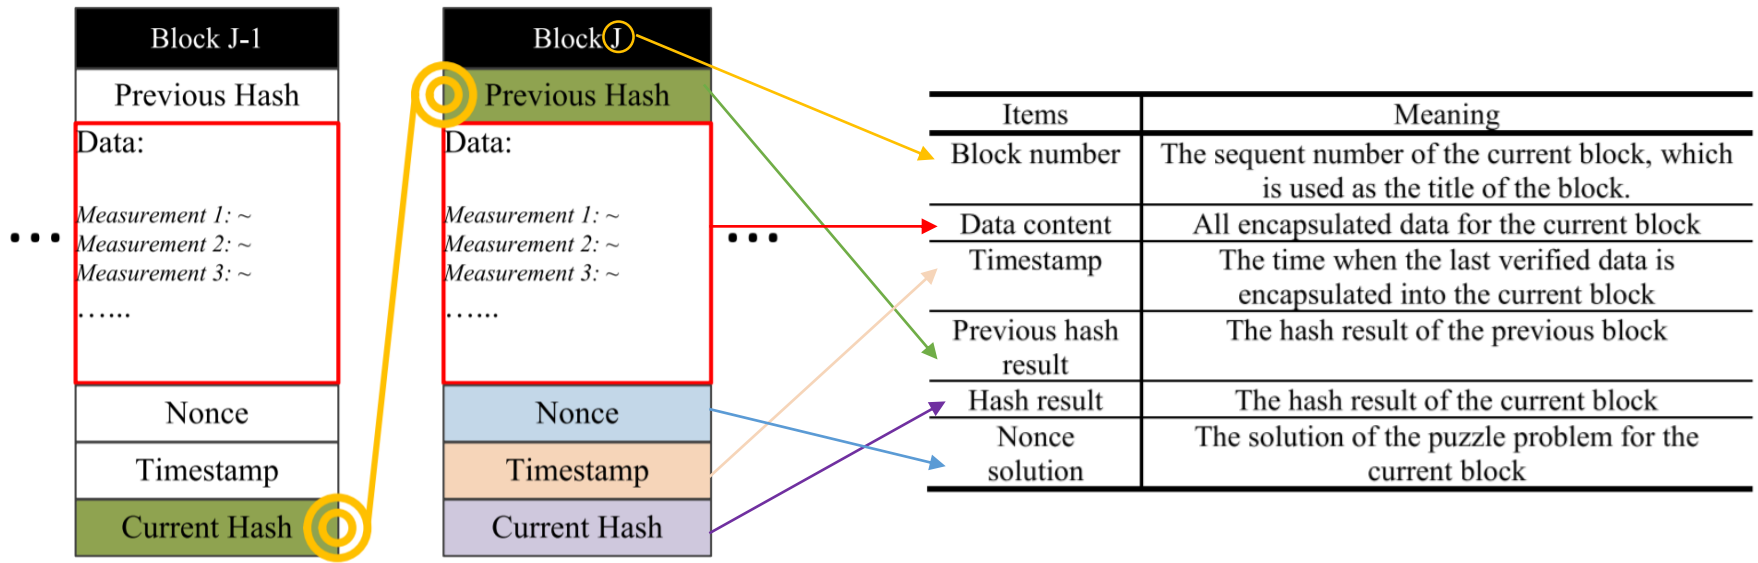 Block J-1
Previous Hash
Data:
Measurement 1: ~
Measurement 2: ~
Measurement 3: ~
…...
Nonce
Timestamp
Current Hash
...
Block J
Previous Hash
Data:
Measurement 1: ~
Measurement 2: ~
Measurement 3: ~
…...
Nonce
Timestamp
Current Hash
...
Items Meaning
Block number The sequent number of the current block, which
is used as the title of the block.
Data content All encapsulated data for the current block
Timestamp The time when the last verified data is
encapsulated into the current block
Previous hash The hash result of the previous block
result
Hash result The hash result of the current block
Nonce The solution of the puzzle problem for the
solution current block